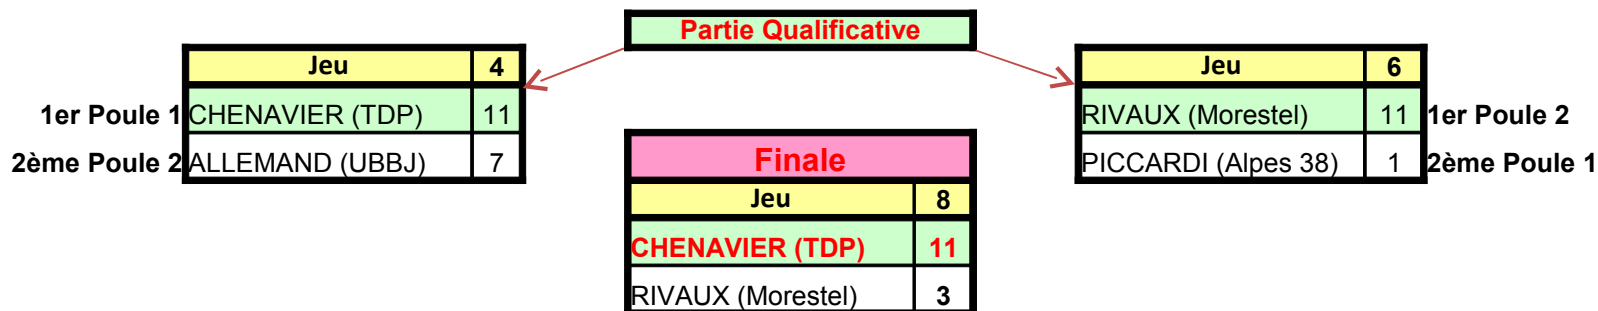 Partie Qualificative
Jeu 4
1er Poule 1 CHENAVIER (TDP) 11
2ème Poule 2 ALLEMAND (UBBJ) 7
Jeu 6
RIVAUX (Morestel) 11 1er Poule 2
PICCARDI (Alpes 38) 1 2ème Poule 1
Finale
Jeu 8
CHENAVIER (TDP) 11
RIVAUX (Morestel) 3